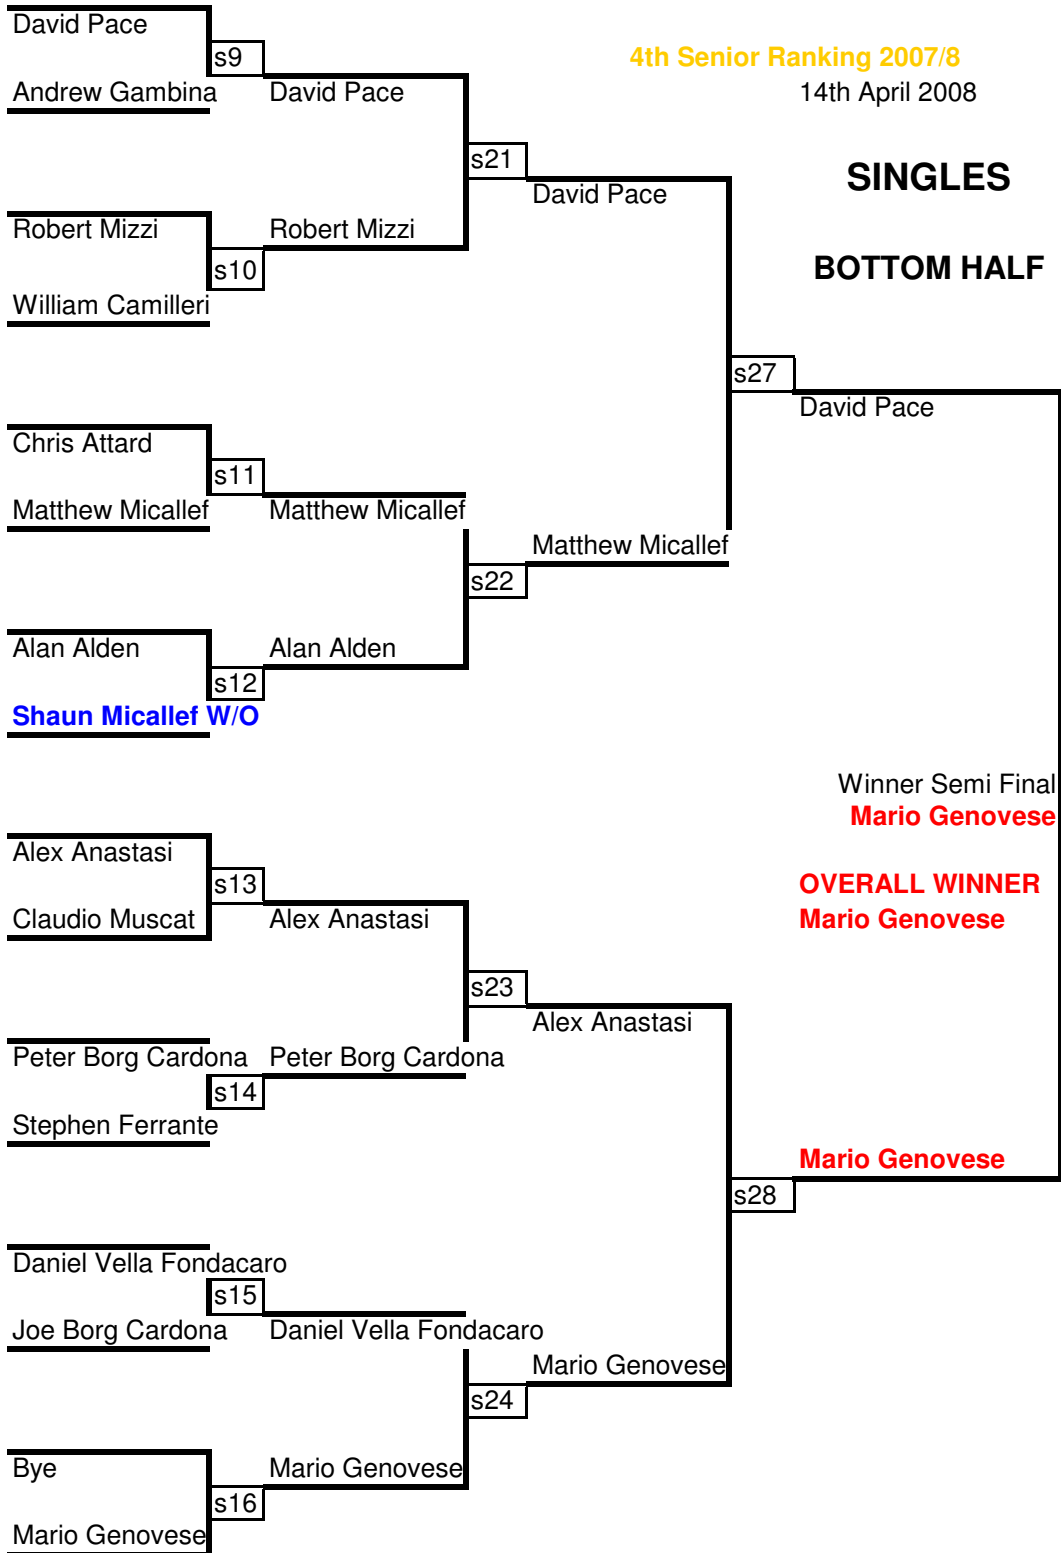 David Pace
s9
4th Senior Ranking 2007/8
Andrew Gambina
David Pace
14th April 2008
s21
SINGLES
David Pace
Robert Mizzi
Robert Mizzi
s10
BOTTOM HALF
William Camilleri
s27
David Pace
Chris Attard
s11
Matthew Micallef
Matthew Micallef
Matthew Micallef
s22
Alan Alden
Alan Alden
s12
Shaun Micallef W/O
Winner Semi Final
Mario Genovese
Alex Anastasi
s13
OVERALL WINNER
Claudio Muscat
Alex Anastasi
Mario Genovese
s23
Alex Anastasi
Peter Borg Cardona
Peter Borg Cardona
s14
Stephen Ferrante
Mario Genovese
s28
Daniel Vella Fondacaro
s15
Joe Borg Cardona
Daniel Vella Fondacaro
Mario Genovese
s24
Bye
Mario Genovese
s16
Mario Genovese